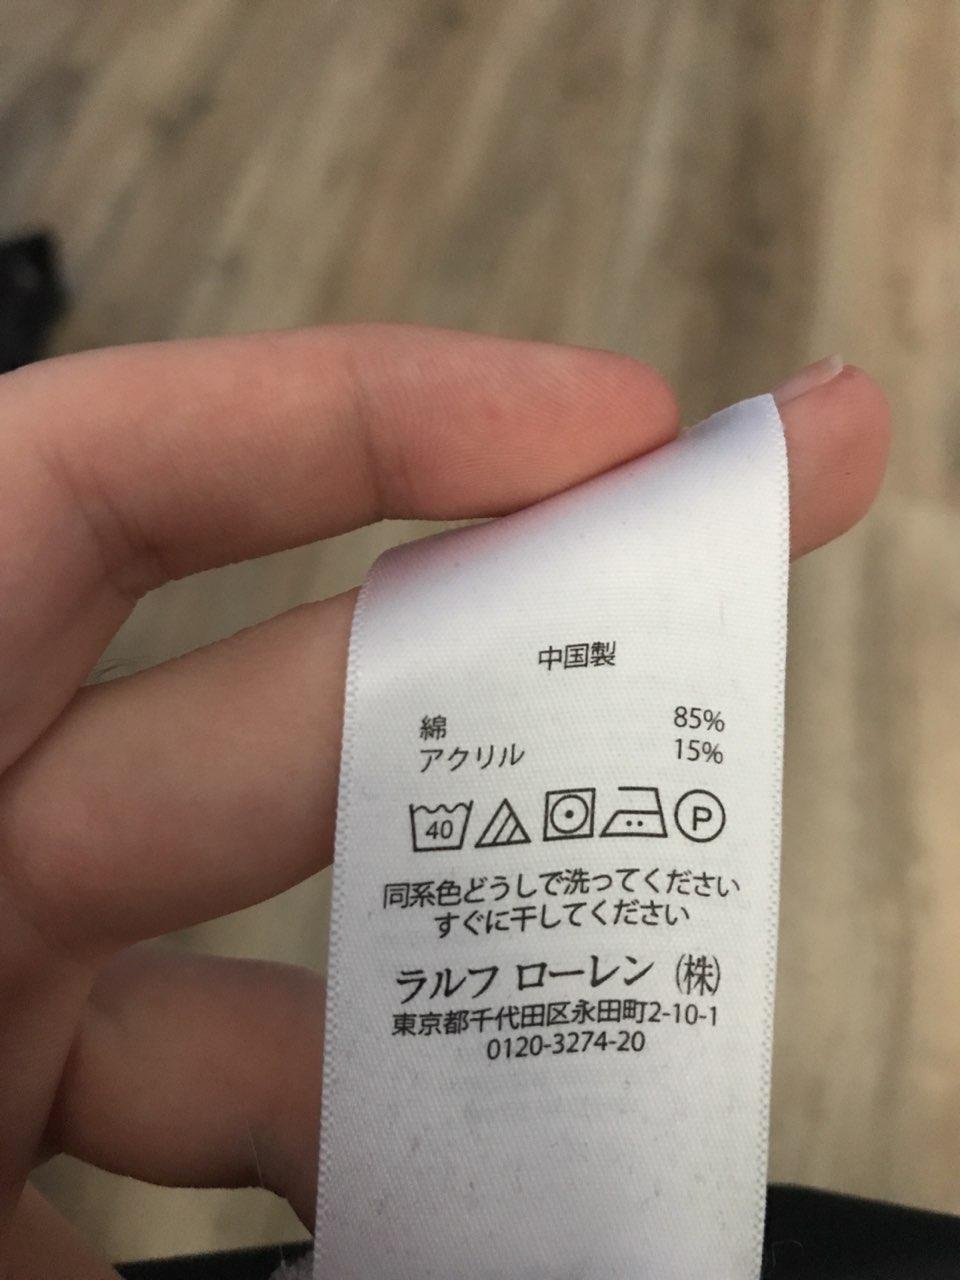 中国製
綿 85%
アクリル 15%
40 P
同系色どうしで洗ってください
すぐに干してください
ラルフ ローレン (株)
東京都千代田区永田町2-10-1
0120-3274-20